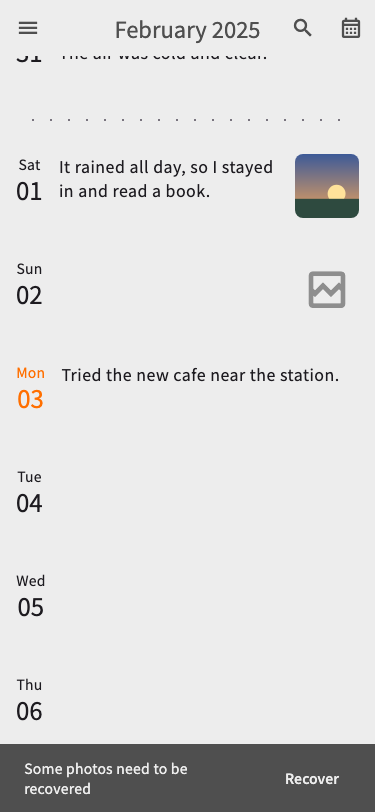 February 2025
31
The air was cold and clear.
Sat
01
It rained all day, so I stayed
in and read a book.
Sun
02
Mon
03
Tried the new cafe near the station.
Tue
04
Wed
05
Thu
06
Some photos need to be
recovered
Recover